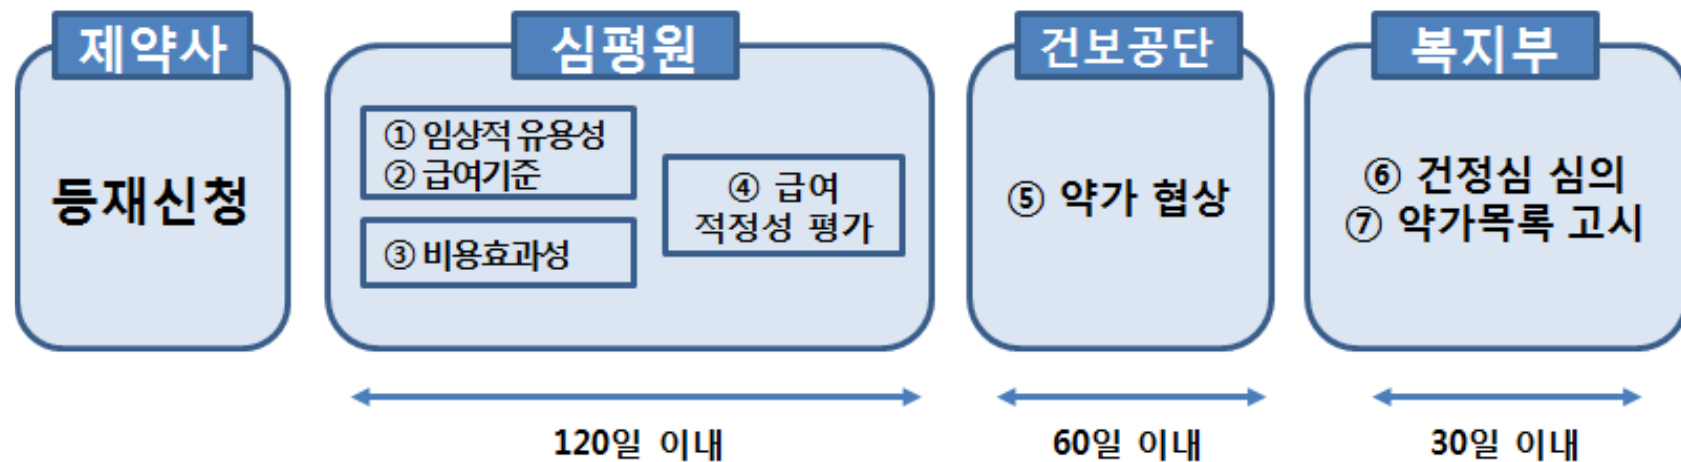 제약사
등재신청
심평원
① 임상적 유용성
② 급여기준
③ 비용효과성
④ 급여
적정성 평가
120일 이내
건보공단
⑤ 약가 협상
60일 이내
복지부
⑥ 건정심 심의
⑦ 약가목록 고시
30일 이내